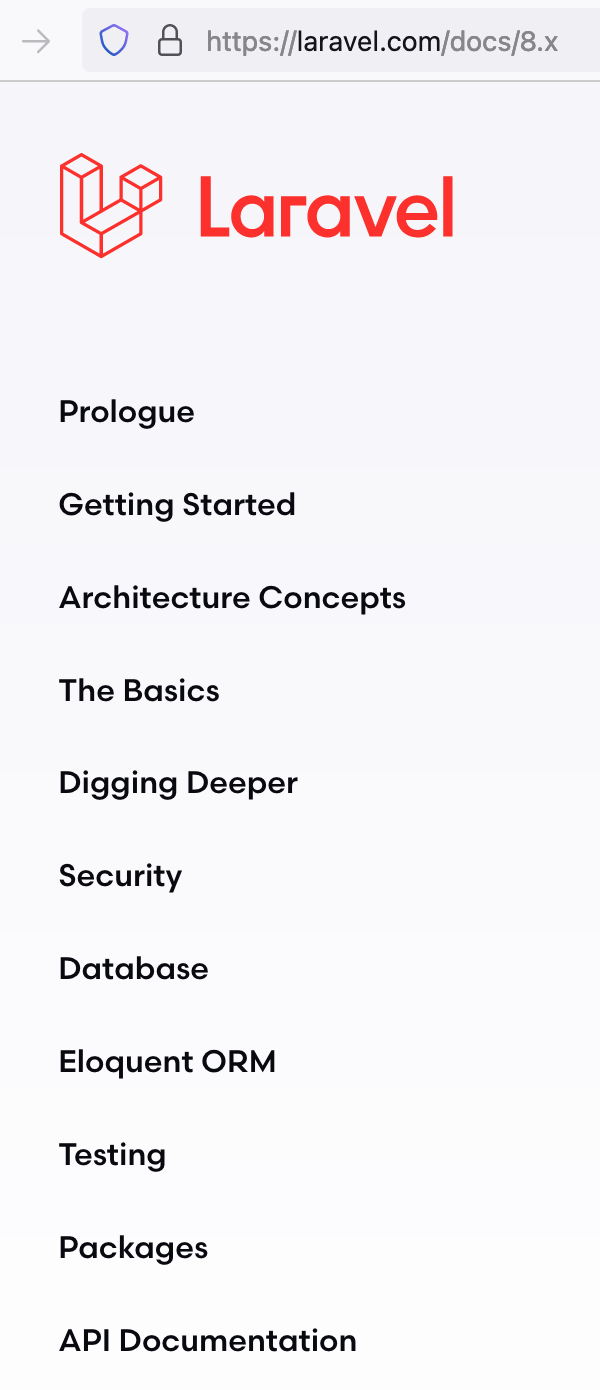 https://laravel.com/docs/8.x
Laravel
Prologue
Getting Started
Architecture Concepts
The Basics
Digging Deeper
Security
Database
Eloquent ORM
Testing
Packages
API Documentation